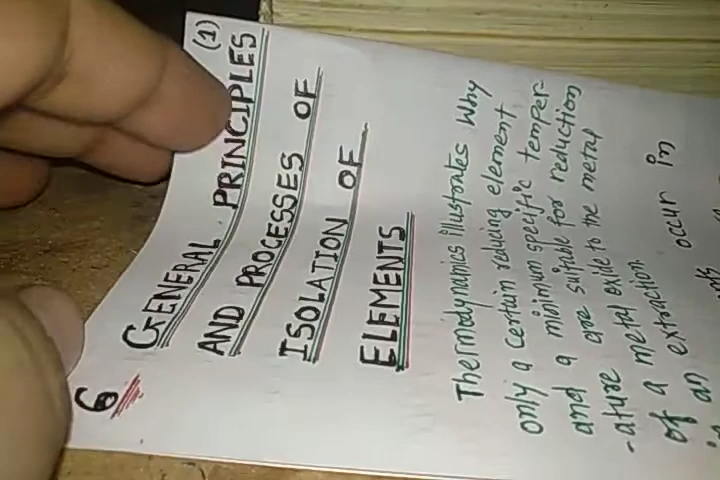 (1)
6 GENERAL PRINCIPLES
AND PROCESSES OF
ISOLATION OF
ELEMENTS
Thermodynamics illustrates why
only a certain reducing element
and a minimum specific temper-
-ature are suitable for reduction
of a metal oxide to the metal
an extraction.
occur in